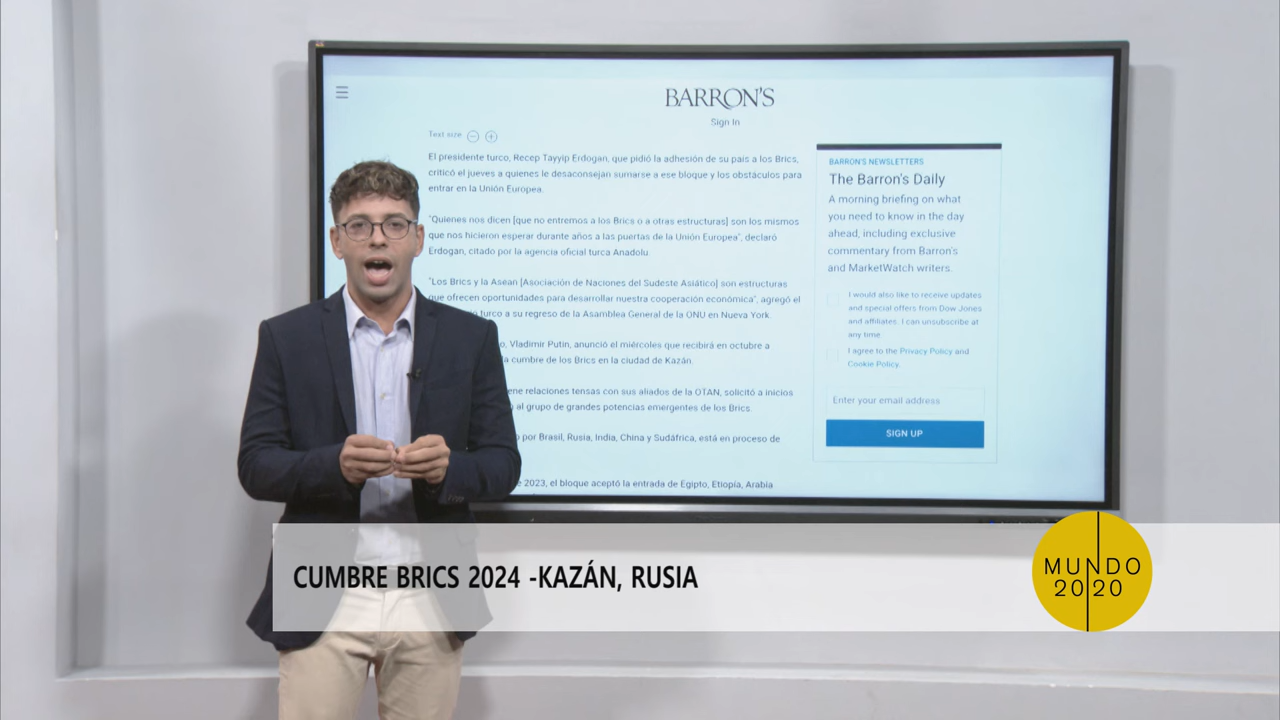 BARRON'S
Sign In
Text size
El presidente turco, Recep Tayyip Erdogan, que pidió la adhesión de su país a los Brics,
criticó el jueves a quienes le desaconsejan sumarse a ese bloque y los obstáculos para
entrar en la Unión Europea.
"Quienes nos dicen [que no entremos a los Brics o a otras estructuras] son los mismos
que nos hicieron esperar durante años a las puertas de la Unión Europea", declaró
Erdogan, citado por la agencia oficial turca Anadolu.
"Los Brics y la Asean [Asociación de Naciones del Sudeste Asiático] son estructuras
que ofrecen oportunidades para desarrollar nuestra cooperación económica", agregó el
turco a su regreso de la Asamblea General de la ONU en Nueva York.
Vladimir Putin, anunció el miércoles que recibirá en octubre a
la cumbre de los Brics en la ciudad de Kazán.
relaciones tensas con sus aliados de la OTAN, solicitó a inicios
al grupo de grandes potencias emergentes de los Brics.
por Brasil, Rusia, India, China y Sudáfrica, está en proceso de
2023, el bloque aceptó la entrada de Egipto, Etiopía, Arabia
BARRON'S NEWSLETTERS
The Barron's Daily
A morning briefing on what
you need to know in the day
ahead, including exclusive
commentary from Barron's
and MarketWatch writers.
I would also like to receive updates
and special offers from Dow Jones
and affiliates. I can unsubscribe at
any time.
I agree to the Privacy Policy and
Cookie Policy.
Enter your email address
SIGN UP
CUMBRE BRICS 2024 -KAZÁN, RUSIA
MUNDO
20 20